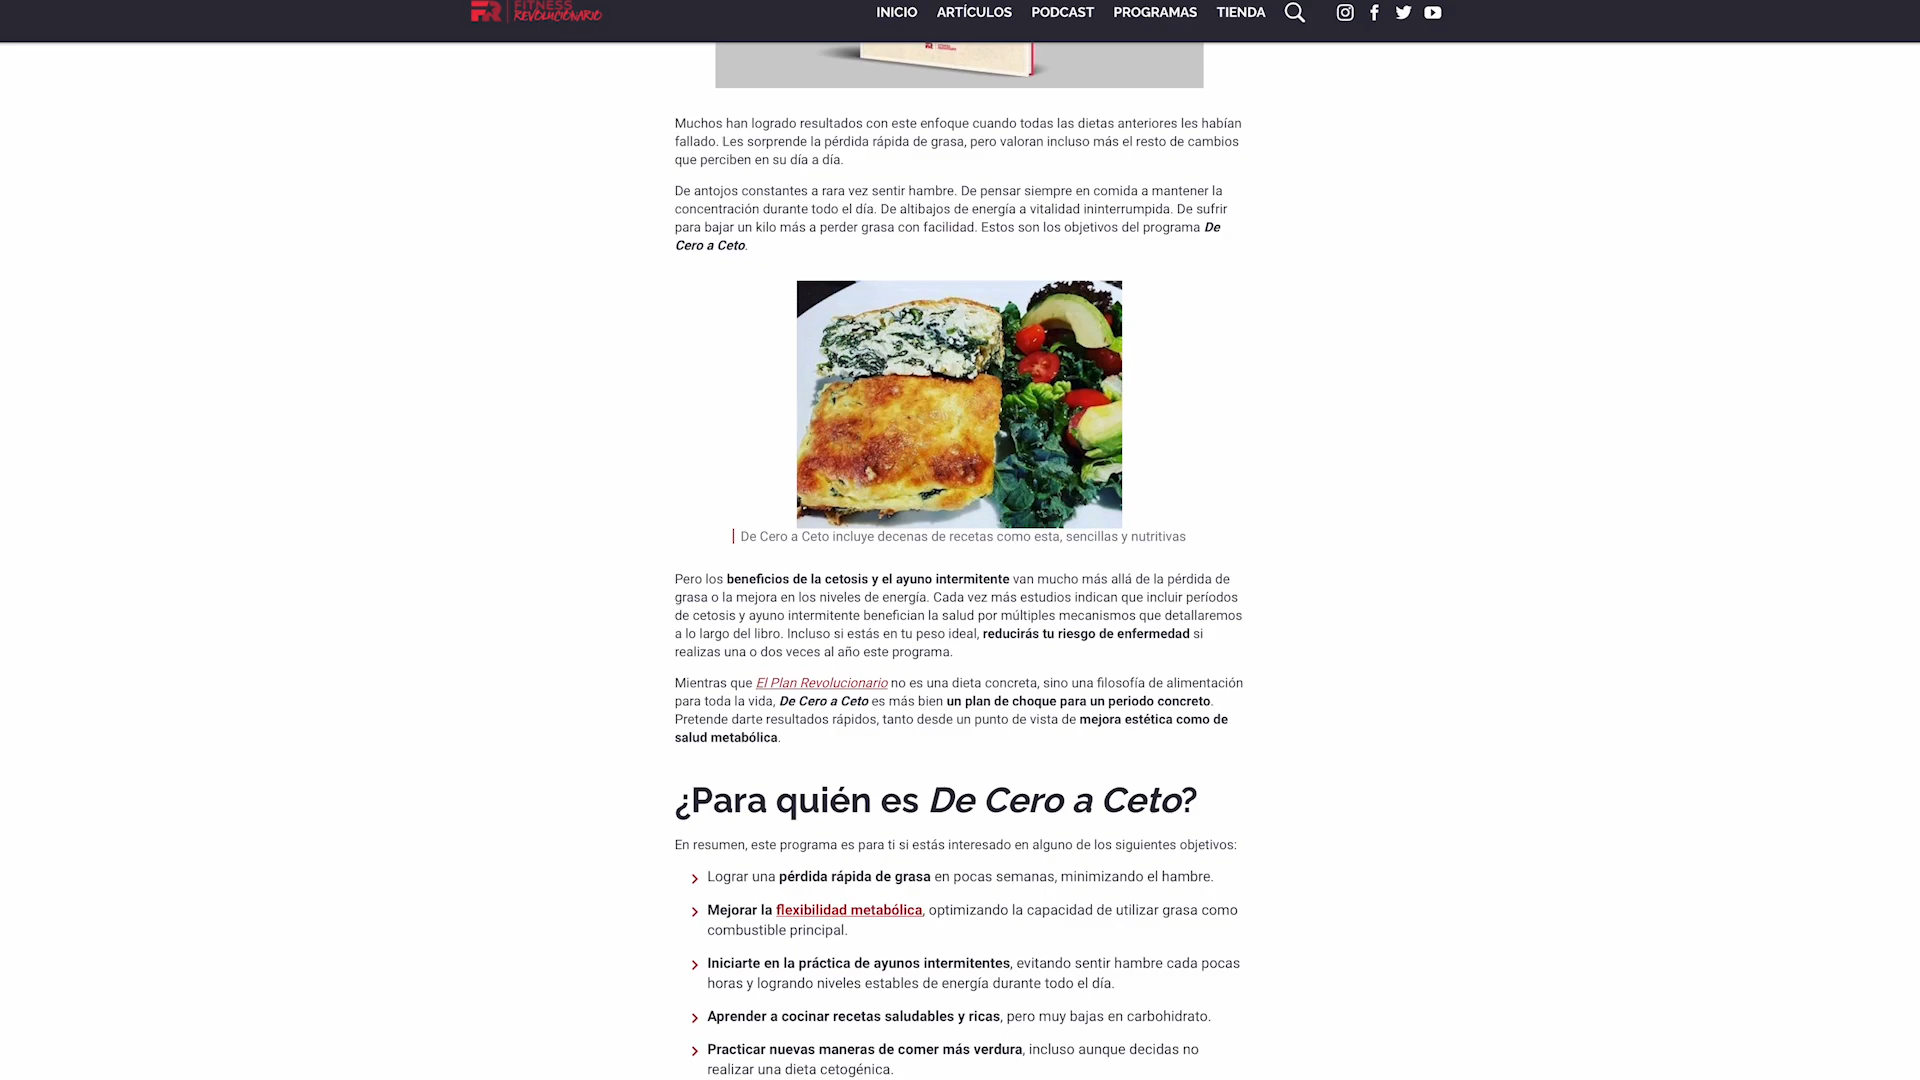 FR FITNESS
REVOLUCIONARIO
INICIO ARTÍCULOS PODCAST PROGRAMAS TIENDA
Muchos han logrado resultados con este enfoque cuando todas las dietas anteriores les habían
fallado. Les sorprende la pérdida rápida de grasa, pero valoran incluso más el resto de cambios
que perciben en su día a día.
De antojos constantes a rara vez sentir hambre. De pensar siempre en comida a mantener la
concentración durante todo el día. De altibajos de energía a vitalidad ininterrumpida. De sufrir
para bajar un kilo más a perder grasa con facilidad. Estos son los objetivos del programa De
Cero a Ceto.
De Cero a Ceto incluye decenas de recetas como esta, sencillas y nutritivas
Pero los beneficios de la cetosis y el ayuno intermitente van mucho más allá de la pérdida de
grasa o la mejora en los niveles de energía. Cada vez más estudios indican que incluir períodos
de cetosis y ayuno intermitente benefician la salud por múltiples mecanismos que detallaremos
a lo largo del libro. Incluso si estás en tu peso ideal, reducirás tu riesgo de enfermedad si
realizas una o dos veces al año este programa.
Mientras que El Plan Revolucionario no es una dieta concreta, sino una filosofía de alimentación
para toda la vida, De Cero a Ceto es más bien un plan de choque para un periodo concreto.
Pretende darte resultados rápidos, tanto desde un punto de vista de mejora estética como de
salud metabólica.
¿Para quién es De Cero a Ceto?
En resumen, este programa es para ti si estás interesado en alguno de los siguientes objetivos:
Lograr una pérdida rápida de grasa en pocas semanas, minimizando el hambre.
Mejorar la flexibilidad metabólica, optimizando la capacidad de utilizar grasa como
combustible principal.
Iniciarte en la práctica de ayunos intermitentes, evitando sentir hambre cada pocas
horas y logrando niveles estables de energía durante todo el día.
Aprender a cocinar recetas saludables y ricas, pero muy bajas en carbohidrato.
Practicar nuevas maneras de comer más verdura, incluso aunque decidas no
realizar una dieta cetogénica.